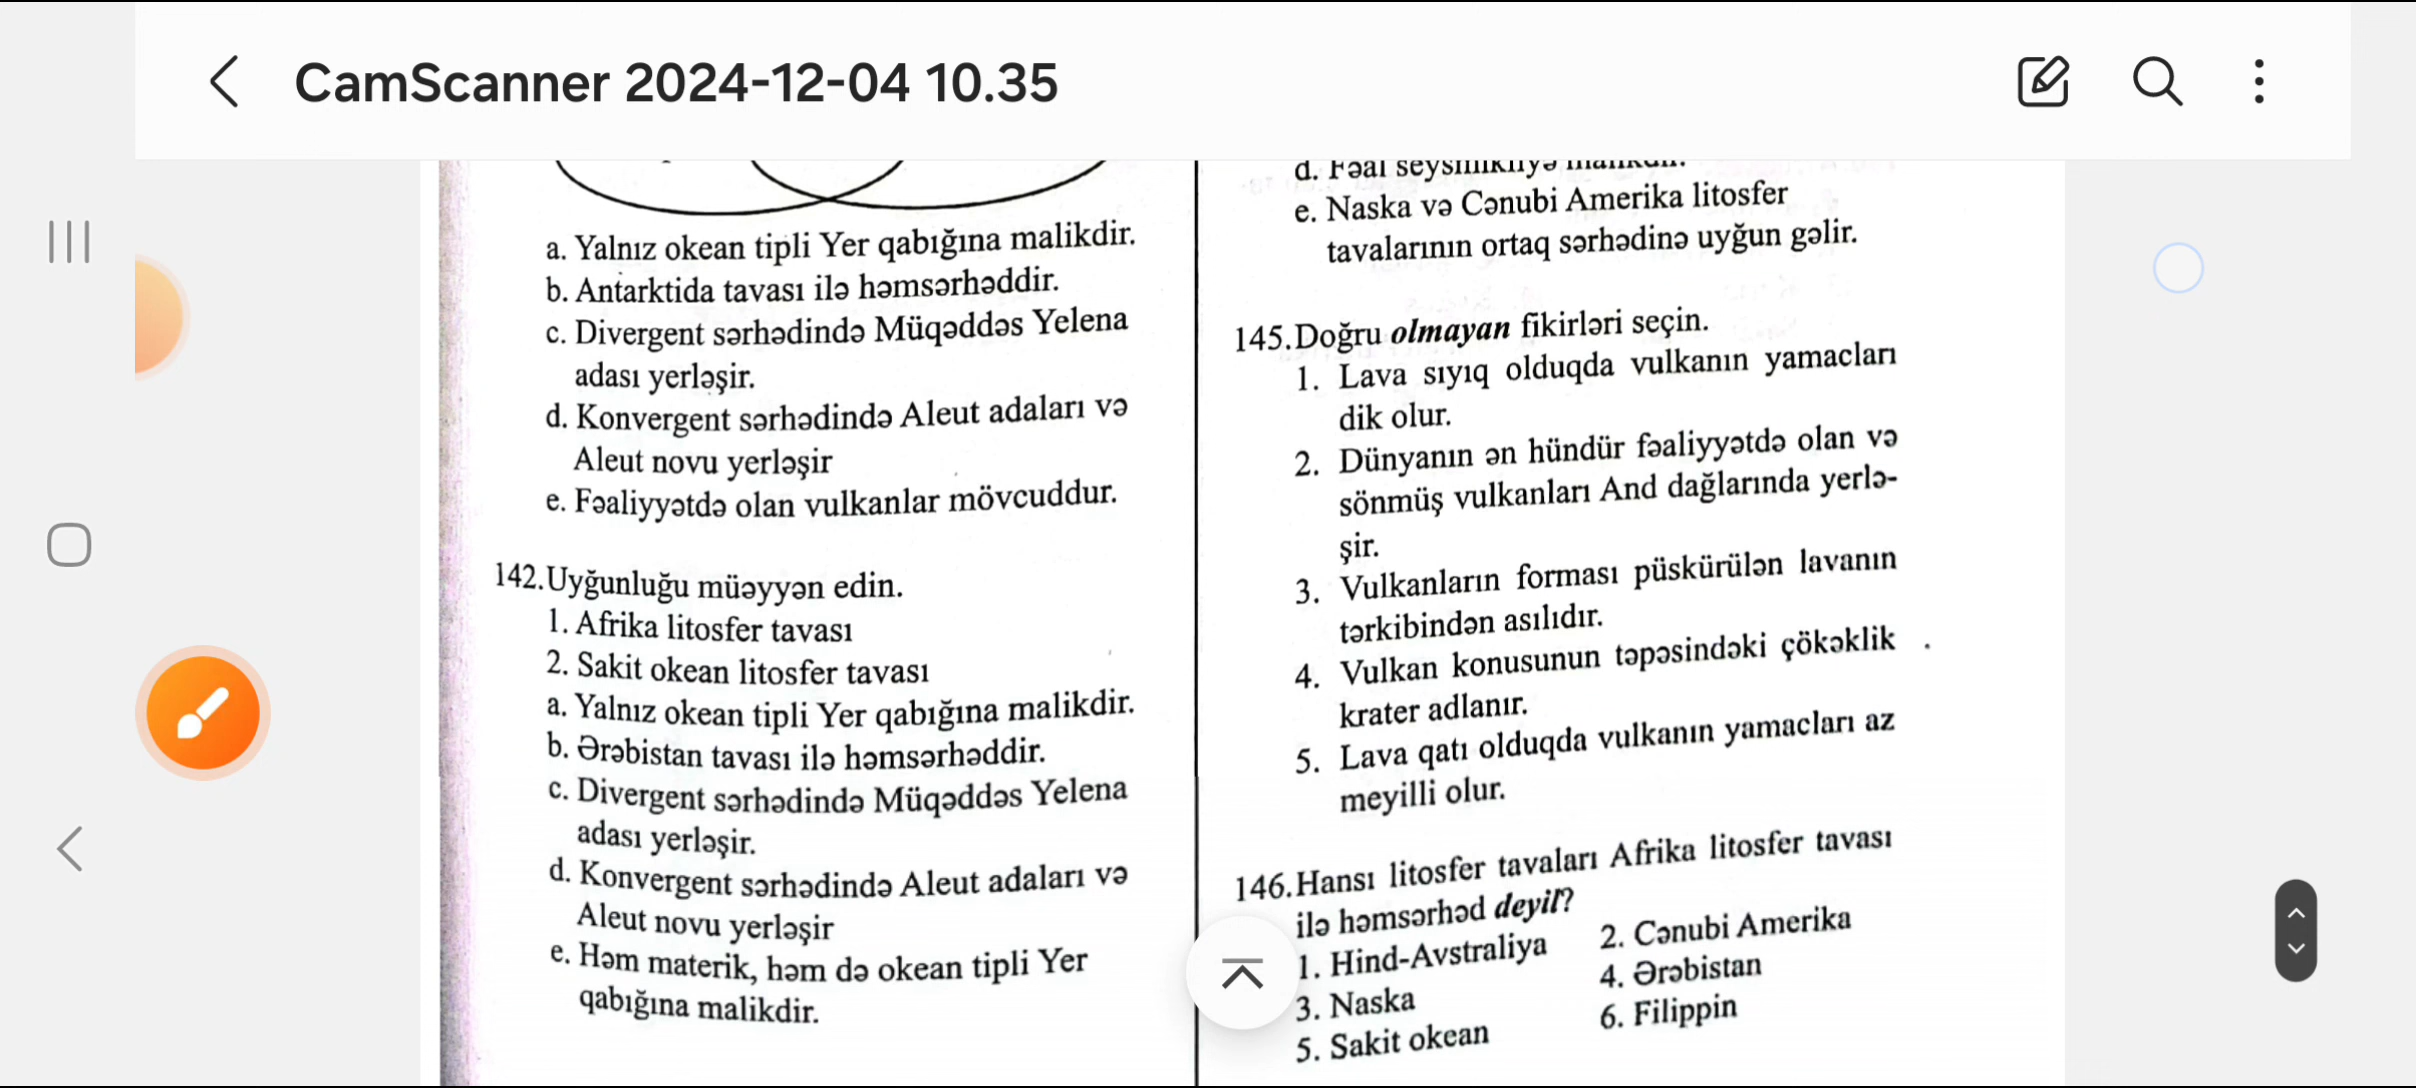 CamScanner 2024-12-04 10.35
a. Yalnız okean tipli Yer qabığına malikdir.
b. Antarktida tavası ilə həmsərhəddir.
c. Divergent sərhədində Müqəddəs Yelena
adası yerləşir.
d. Konvergent sərhədində Aleut adaları və
Aleut novu yerləşir
e. Fəaliyyətdə olan vulkanlar mövcuddur.
142.Uyğunluğu müəyyən edin.
1. Afrika litosfer tavası
2. Sakit okean litosfer tavası
a. Yalnız okean tipli Yer qabığına malikdir.
b. Ərəbistan tavası ilə həmsərhəddir.
c. Divergent sərhədində Müqəddəs Yelena
adası yerləşir.
d. Konvergent sərhədində Aleut adaları və
Aleut novu yerləşir
e. Həm materik, həm də okean tipli Yer
qabığına malikdir.
d. Fəal seysmikliyə malikdir.
e. Naska və Cənubi Amerika litosfer
tavalarının ortaq sərhədinə uyğun gəlir.
145.Doğru olmayan fikirləri seçin.
1. Lava sıyıq olduqda vulkanın yamacları
dik olur.
2. Dünyanın ən hündür fəaliyyətdə olan və
sönmüş vulkanları And dağlarında yerlə-
şir.
3. Vulkanların forması püskürülən lavanın
tərkibindən asılıdır.
4. Vulkan konusunun təpəsindəki çökəklik
krater adlanır.
5. Lava qatı olduqda vulkanın yamacları az
meyilli olur.
146.Hansı litosfer tavaları Afrika litosfer tavası
ilə həmsərhəd deyil?
1. Hind-Avstraliya 2. Cənubi Amerika
3. Naska 4. Ərəbistan
5. Sakit okean 6. Filippin